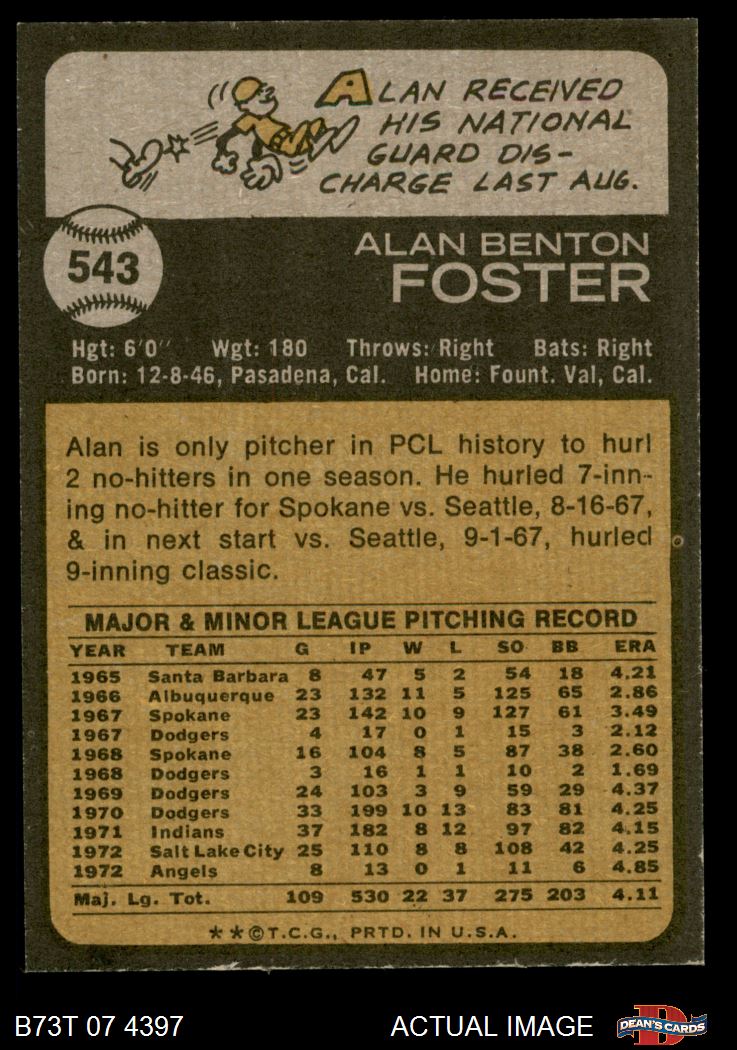 ALAN RECEIVED
HIS NATIONAL
GUARD DIS-
CHARGE LAST AUG.
543
ALAN BENTON
FOSTER
Hgt: 6'0" Wgt: 180 Throws: Right Bats: Right
Born: 12-8-46, Pasadena, Cal. Home: Fount. Val, Cal.
Alan is only pitcher in PCL history to hurl
2 no-hitters in one season. He hurled 7-inn-
ing no-hitter for Spokane vs. Seattle, 8-16-67,
& in next start vs. Seattle, 9-1-67, hurled
9-inning classic.
MAJOR & MINOR LEAGUE PITCHING RECORD
YEAR TEAM G IP W L SO BB ERA
1965 Santa Barbara 8 47 5 2 54 18 4.21
1966 Albuquerque 23 132 11 5 125 65 2.86
1967 Spokane 23 142 10 9 127 61 3.49
1967 Dodgers 4 17 0 1 15 3 2.12
1968 Spokane 16 104 8 5 87 38 2.60
1968 Dodgers 3 16 1 1 10 2 1.69
1969 Dodgers 24 103 3 9 59 29 4.37
1970 Dodgers 33 199 10 13 83 81 4.25
1971 Indians 37 182 8 12 97 82 4.15
1972 Salt Lake City 25 110 8 8 108 42 4.25
1972 Angels 8 13 0 1 11 6 4.85
Maj. Lg. Tot. 109 530 22 37 275 203 4.11
**©T.C.G., PRTD. IN U.S.A.
B73T 07 4397 ACTUAL IMAGE
D
DEAN'S CARDS